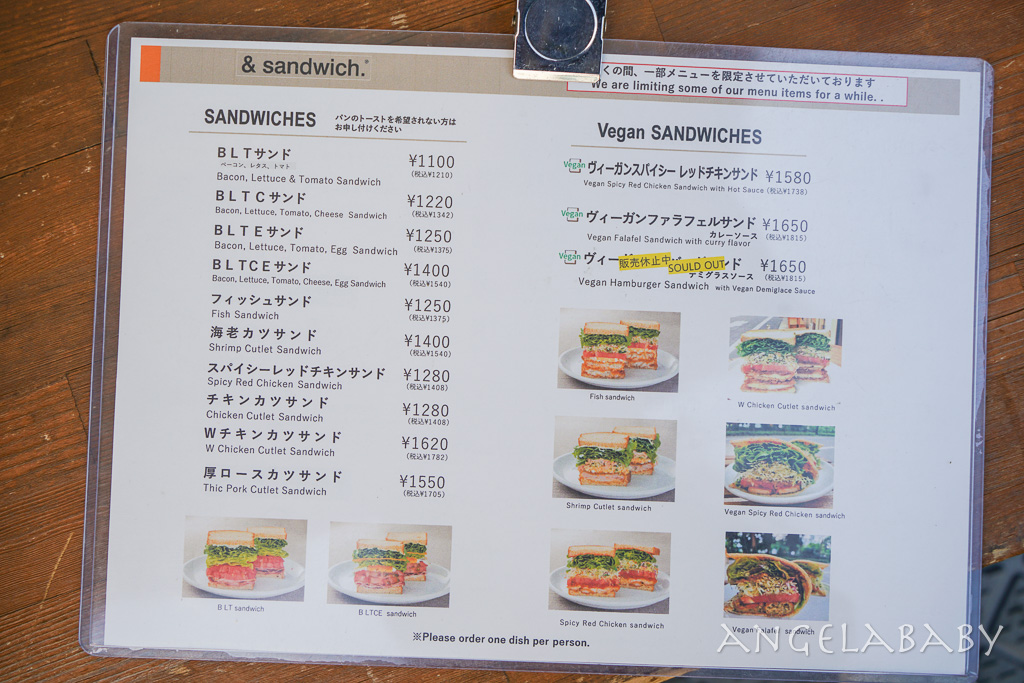 & sandwich.
くの間、一部メニューを限定させていただいております
We are limiting some of our menu items for a while. .
SANDWICHES
パンのトーストを希望されない方は
お申し付けください
BLTサンド
¥1100
ベーコン、レタス、トマト
(税込¥1210)
Bacon, Lettuce & Tomato Sandwich
BLTCサンド
¥1220
Bacon, Lettuce, Tomato, Cheese Sandwich
(税込¥1342)
BLTEサンド
¥1250
Bacon, Lettuce, Tomato, Egg Sandwich
(税込¥1375)
BLTCEサンド
¥1400
Bacon, Lettuce, Tomato, Cheese, Egg Sandwich
(税込¥1540)
フィッシュサンド
¥1250
Fish Sandwich
(税込¥1375)
海老カツサンド
¥1400
Shrimp Cutlet Sandwich
(税込¥1540)
スパイシーレッドチキンサンド
¥1280
Spicy Red Chicken Sandwich
(税込¥1408)
チキンカツサンド
¥1280
Chicken Cutlet Sandwich
(税込¥1408)
Wチキンカツサンド
¥1620
W Chicken Cutlet Sandwich
(税込¥1782)
厚ロースカツサンド
¥1550
Thic Pork Cutlet Sandwich
(税込¥1705)
BLT sandwich
BLTCE sandwich
Vegan SANDWICHES
Vegan
ヴィーガンスパイシー レッドチキンサンド
¥1580
Vegan Spicy Red Chicken Sandwich with Hot Sauce
(税込¥1738)
Vegan
ヴィーガンファラフェルサンド
¥1650
カレーソース
(税込¥1815)
Vegan Falafel Sandwich with curry flavor
Vegan
ヴィー
販売休止中
SOLD OUT
ンド
¥1650
デミグラスソース
(税込¥1815)
Vegan Hamburger Sandwich with Vegan Demiglace Sauce
Fish sandwich
W Chicken Cutlet sandwich
Shrimp Cutlet sandwich
Vegan Spicy Red Chicken sandwich
Spicy Red Chicken sandwich
Vegan Falafel sandwich
※Please order one dish per person.
ANGELABABY